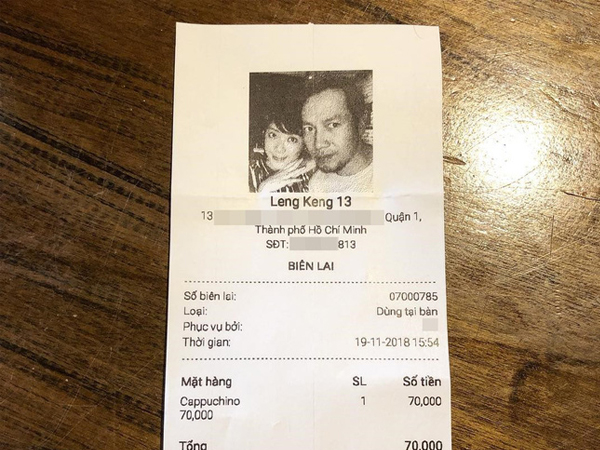 Leng Keng 13
13 Quận 1,
Thành phố Hồ Chí Minh
SĐT: 813
BIÊN LAI
Số biên lai: 07000785
Loại: Dùng tại bàn
Phục vụ bởi:
Thời gian: 19-11-2018 15:54
Mặt hàng SL Số tiền
Cappuchino 1 70,000
70,000
Tổng 70,000